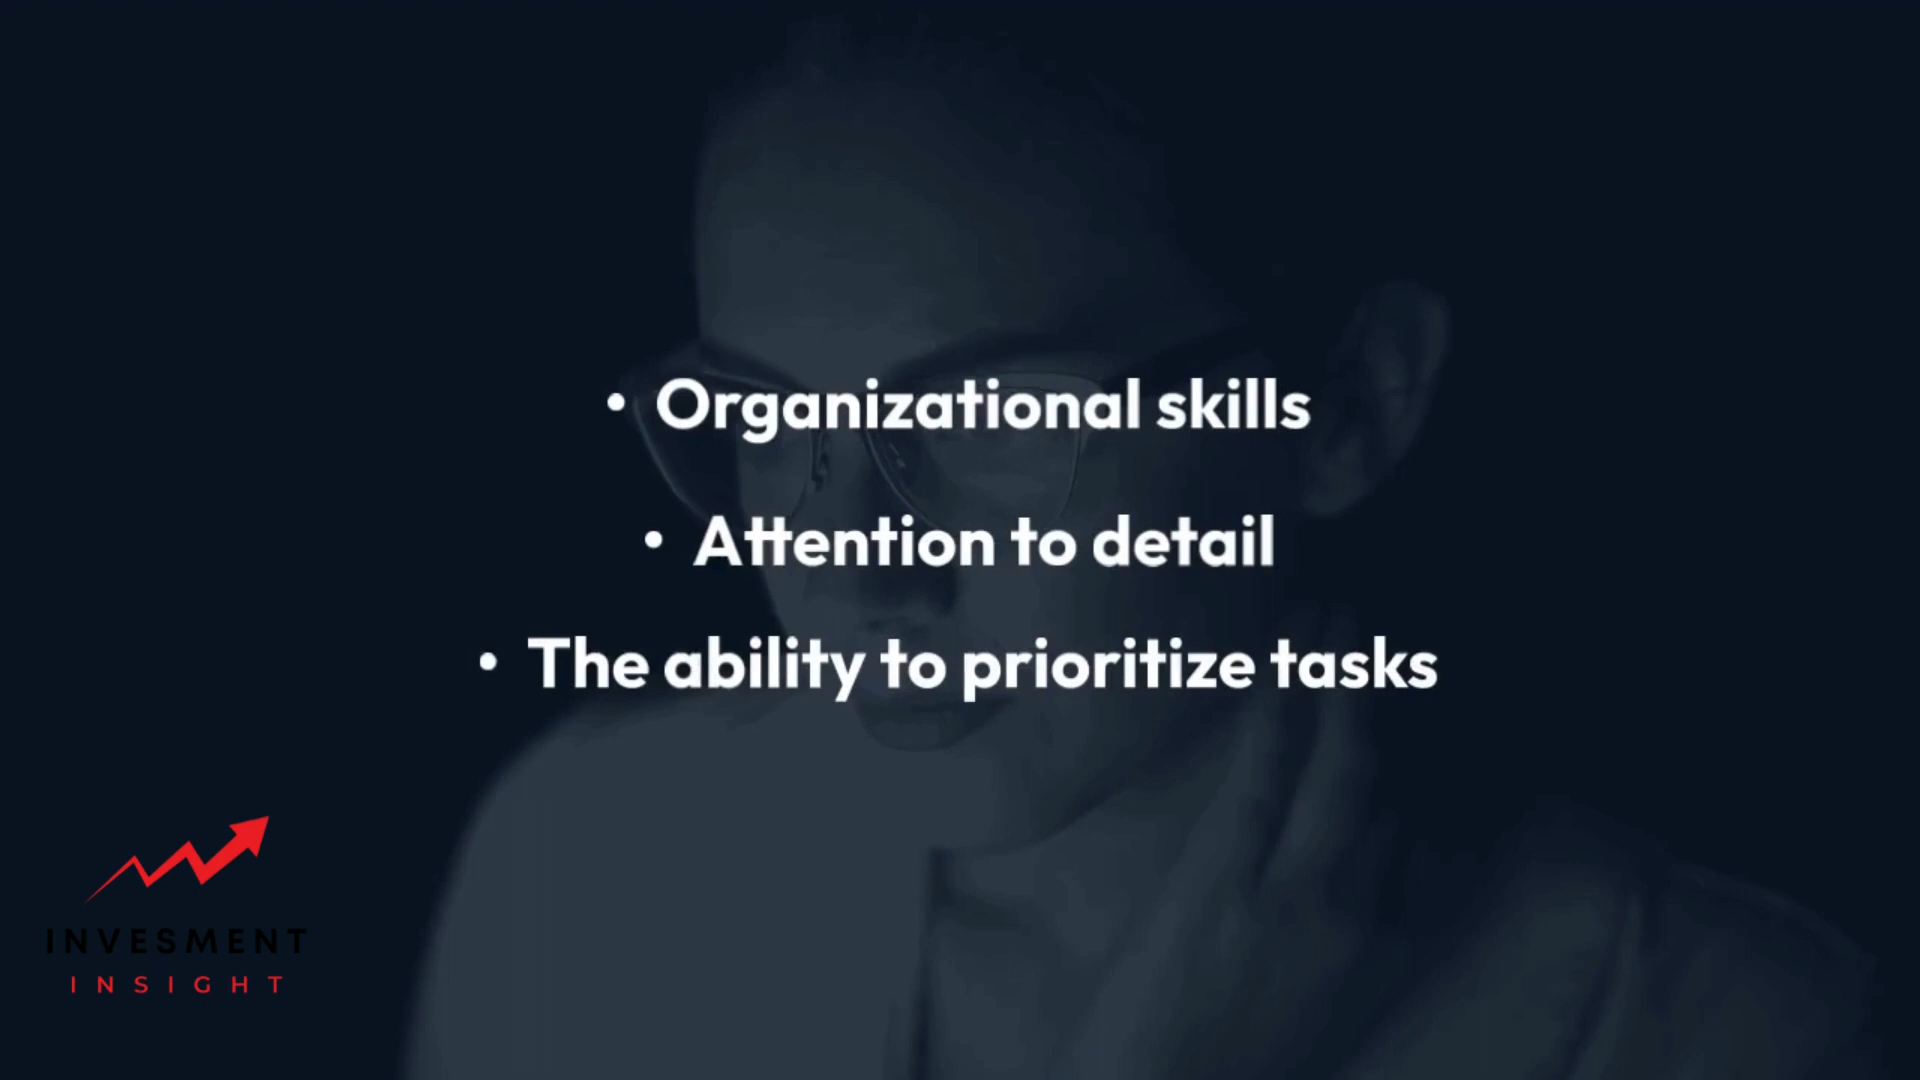 • Organizational skills
• Attention to detail
• The ability to prioritize tasks
INVESMENT
INSIGHT